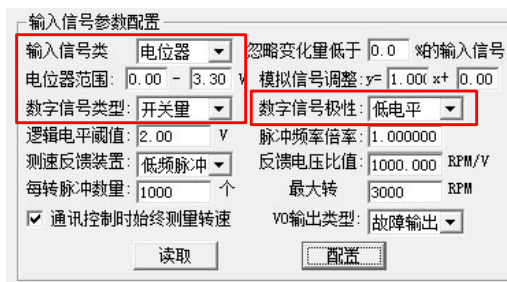 输入信号参数配置
输入信号类 电位器 忽略变化量低于 0.0 %的输入信号
电位器范围: 0.00 - 3.30 V 模拟信号调整: y= 1.00( x+ 0.00
数字信号类型: 开关量 数字信号极性: 低电平
逻辑电平阈值: 2.00 V 脉冲频率倍率: 1.000000
测速反馈装置: 低频脉冲 反馈电压比值: 1000.000 RPM/V
每转脉冲数量: 1000 个 最大转 3000 RPM
通讯控制时始终测量转速 VO输出类型: 故障输出
读取 配置